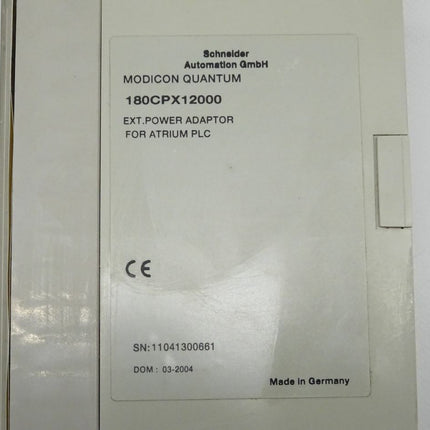 Schneider
Automation GmbH
MODICON QUANTUM
180CPX12000
EXT.POWER ADAPTOR
FOR ATRIUM PLC
CE
SN:11041300661
DOM: 03-2004
Made in Germany